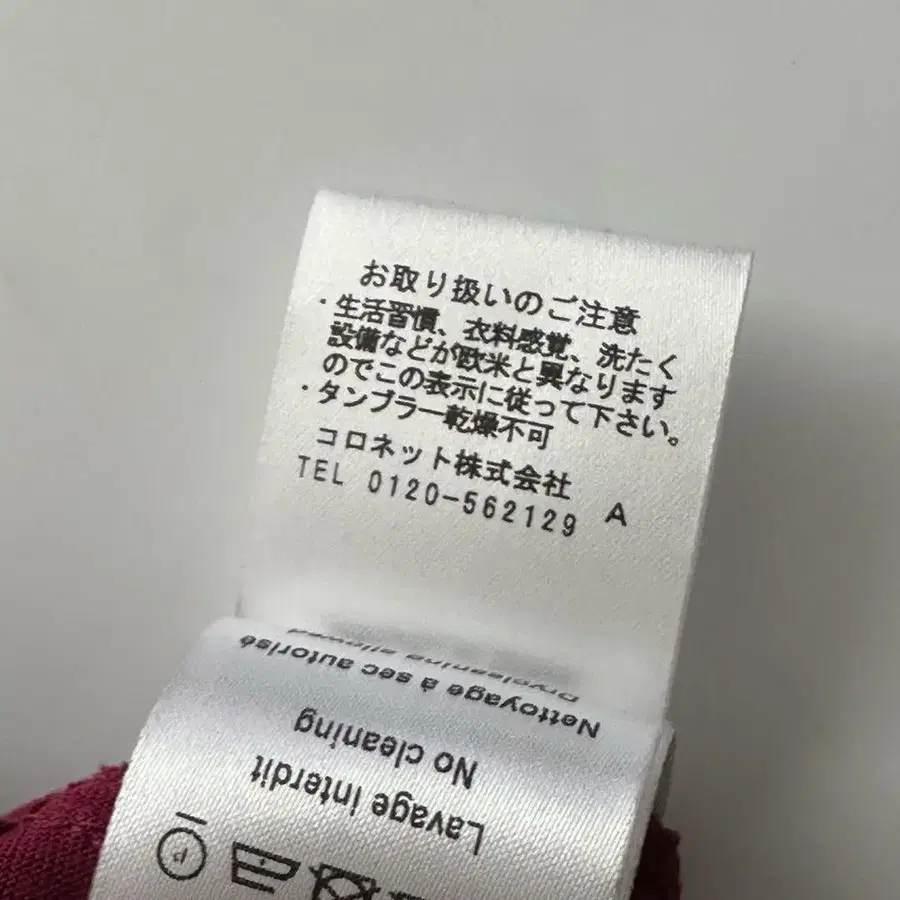 お取り扱いのご注意
・生活習慣、衣料感覚、洗たく
設備などが欧米と異なります
のでこの表示に従って下さい。
・タンブラー乾燥不可
コロネット株式会社
TEL 0120-562129 A
Lavage interdit
No cleaning
Nettoyage à sec autorisé
Drycleaning allowed
P